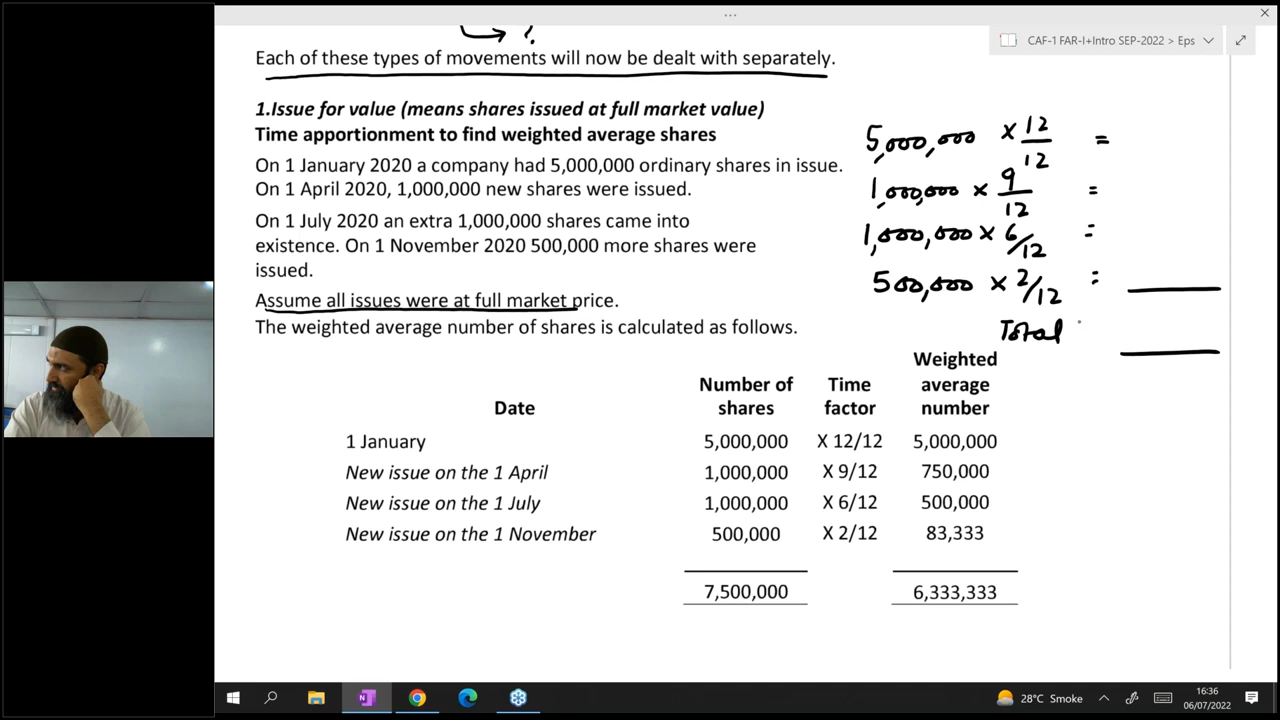 CAF-1 FAR-I+Intro SEP-2022 > Eps
?
Each of these types of movements will now be dealt with separately.
1.Issue for value (means shares issued at full market value)
Time apportionment to find weighted average shares
On 1 January 2020 a company had 5,000,000 ordinary shares in issue.
On 1 April 2020, 1,000,000 new shares were issued.
On 1 July 2020 an extra 1,000,000 shares came into
existence. On 1 November 2020 500,000 more shares were
issued.
Assume all issues were at full market price.
The weighted average number of shares is calculated as follows.
5,000,000 × 12/12 =
1,000,000 × 9/12 =
1,000,000 × 6/12 =
500,000 × 2/12 =
Total
Date Number of shares Time factor Weighted average number
1 January 5,000,000 X 12/12 5,000,000
New issue on the 1 April 1,000,000 X 9/12 750,000
New issue on the 1 July 1,000,000 X 6/12 500,000
New issue on the 1 November 500,000 X 2/12 83,333
7,500,000 6,333,333
28°C Smoke
16:36
06/07/2022